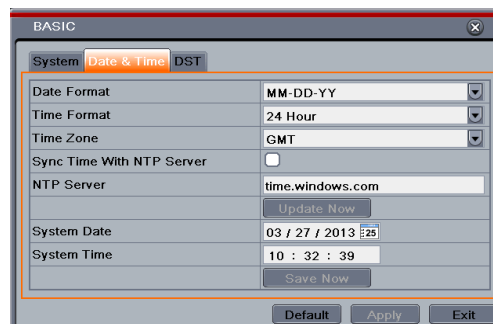 BASIC
System Date & Time DST
Date Format MM-DD-YY
Time Format 24 Hour
Time Zone GMT
Sync Time With NTP Server
NTP Server time.windows.com
Update Now
System Date 03 / 27 / 2013 25
System Time 10 : 32 : 39
Save Now
Default Apply Exit